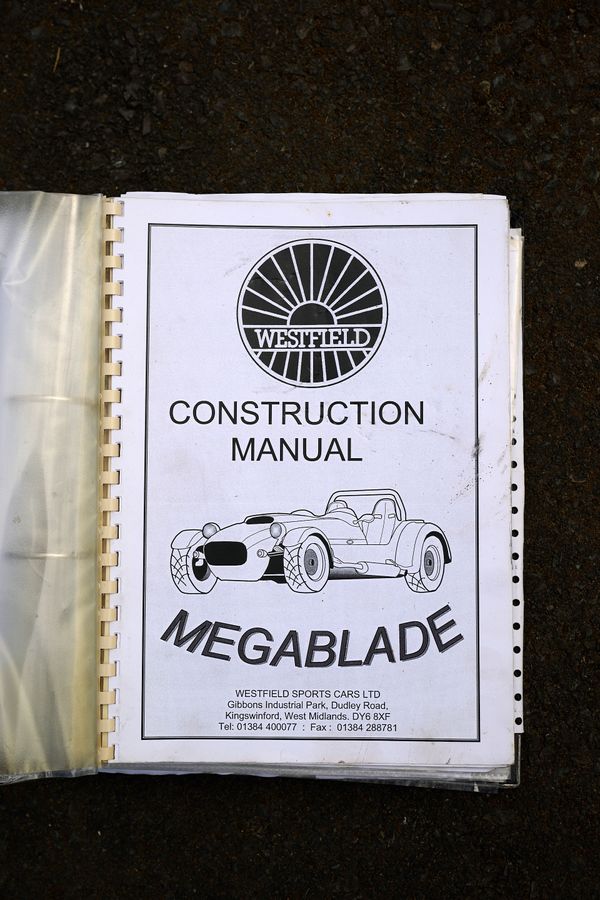 WESTFIELD
CONSTRUCTION
MANUAL
MEGABLADE
WESTFIELD SPORTS CARS LTD
Gibbons Industrial Park, Dudley Road,
Kingswinford, West Midlands. DY6 8XF
Tel: 01384 400077 : Fax : 01384 288781